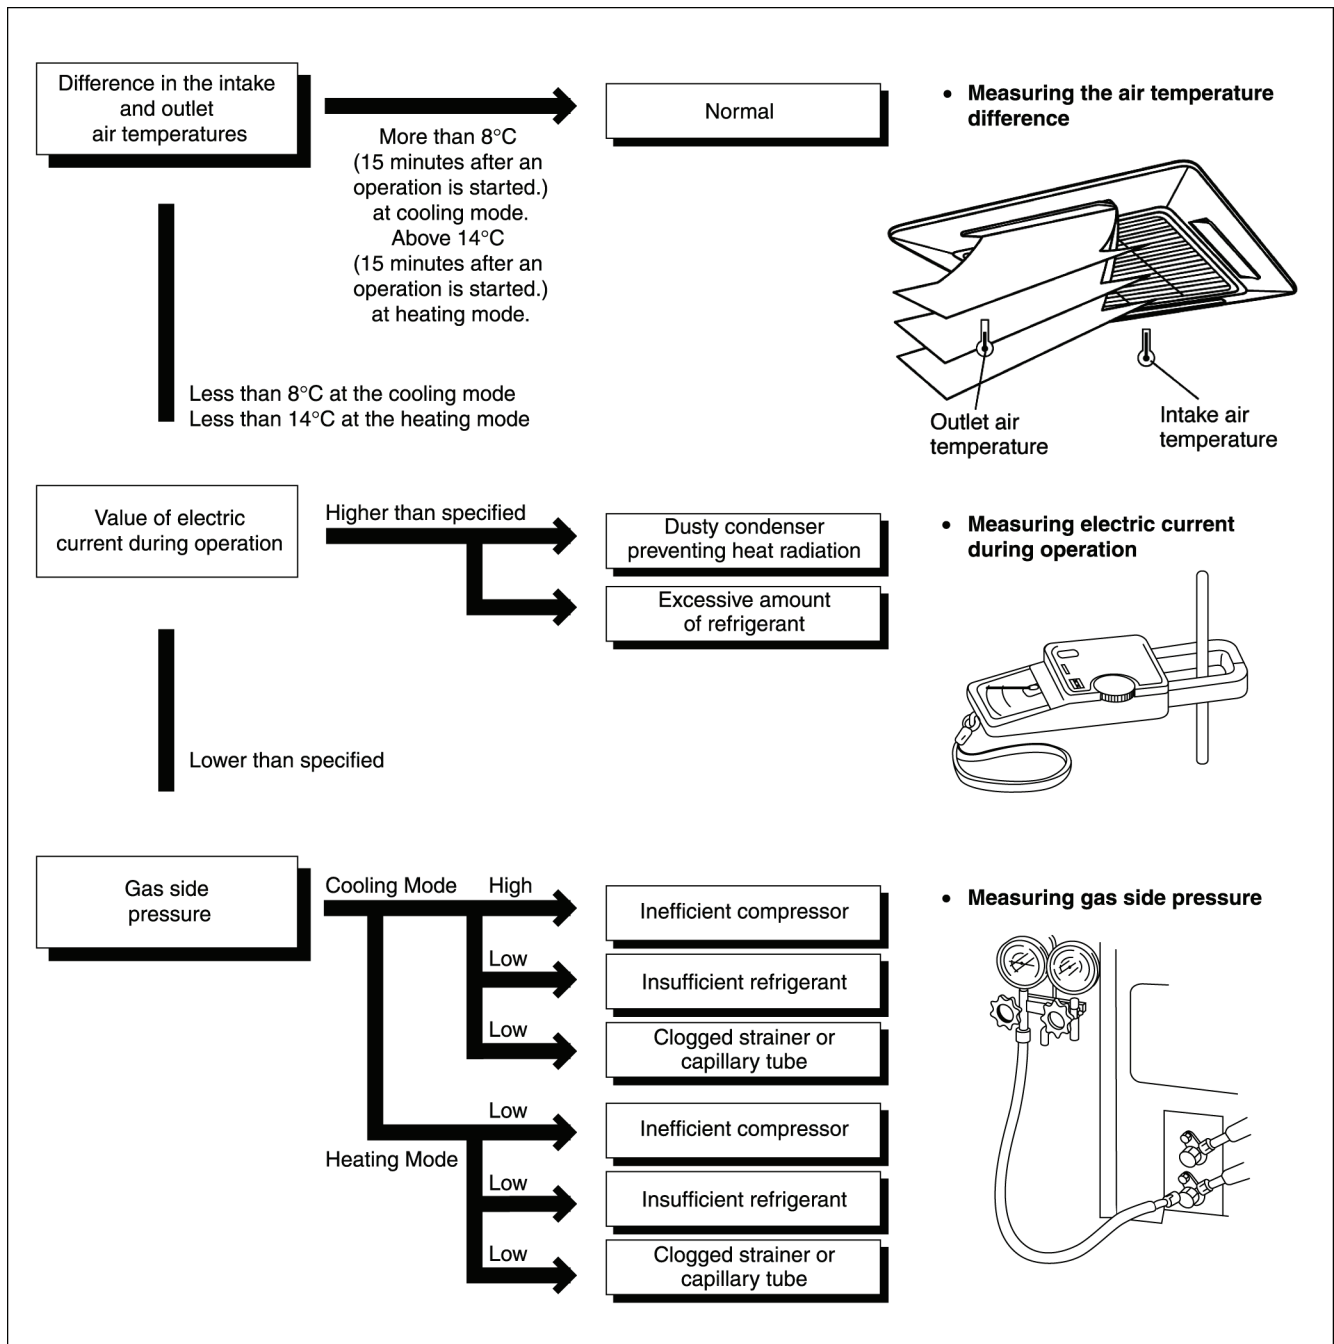 Difference in the intake
and outlet
air temperatures
More than 8°C
(15 minutes after an
operation is started.)
at cooling mode.
Above 14°C
(15 minutes after an
operation is started.)
at heating mode.
Normal
• Measuring the air temperature
difference
Outlet air
temperature
Intake air
temperature
Less than 8°C at the cooling mode
Less than 14°C at the heating mode
Value of electric
current during operation
Higher than specified
Dusty condenser
preventing heat radiation
Excessive amount
of refrigerant
• Measuring electric current
during operation
Lower than specified
Gas side
pressure
Cooling Mode
High
Inefficient compressor
Low
Insufficient refrigerant
Low
Clogged strainer or
capillary tube
Heating Mode
Low
Inefficient compressor
Low
Insufficient refrigerant
Low
Clogged strainer or
capillary tube
• Measuring gas side pressure